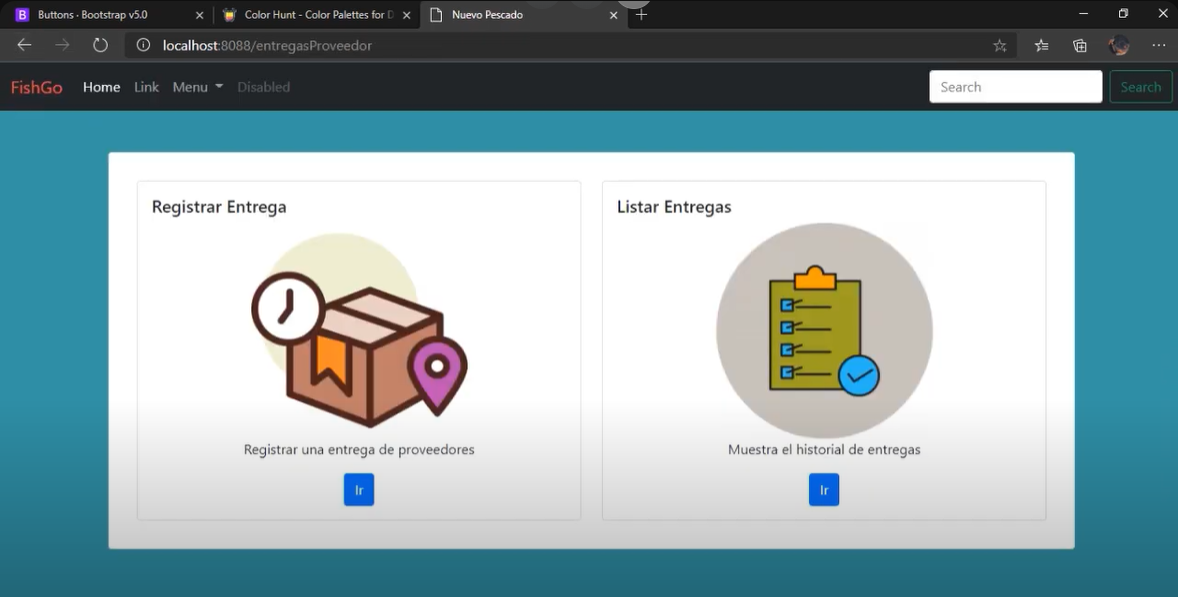 Buttons · Bootstrap v5.0
Color Hunt - Color Palettes for D
Nuevo Pescado
localhost:8088/entregasProveedor
FishGo Home Link Menu Disabled Search Search
Registrar Entrega
Listar Entregas
Registrar una entrega de proveedores
Muestra el historial de entregas
Ir
Ir